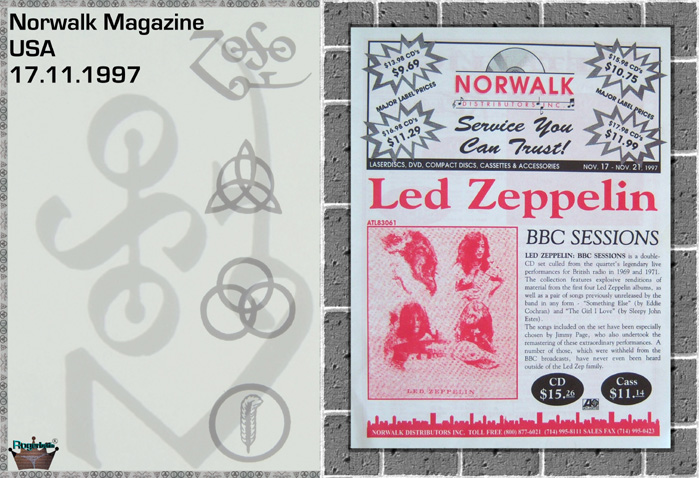 Norwalk Magazine
USA
17.11.1997
$13.98 CD's
$9.69
$15.98 CD's
$10.75
NORWALK
DISTRIBUTORS INC.
MAJOR LABEL PRICES
MAJOR LABEL PRICES
$16.98 CD's
$11.29
$17.98 CD's
$11.99
Service You
Can Trust!
LASERDISCS, DVD, COMPACT DISCS, CASSETTES & ACCESSORIES
NOV. 17 - NOV. 21, 1997
Led Zeppelin
ATL83061
BBC SESSIONS
LED ZEPPELIN: BBC SESSIONS is a double-
CD set culled from the quartet's legendary live
performances for British radio in 1969 and 1971.
The collection features explosive renditions of
material from the first four Led Zeppelin albums, as
well as a pair of songs previously unreleased by the
band in any form - "Something Else" (by Eddie
Cochran) and "The Girl I Love" (by Sleepy John
Estes).
The songs included on the set have been especially
chosen by Jimmy Page, who also undertook the
remastering of these extraordinary performances. A
number of those, which were withheld from the
BBC broadcasts, have never even been heard
outside of the Led Zep family.
LED ZEPPELIN
CD
$15.26
Cass
$11.14
NORWALK DISTRIBUTORS INC. TOLL FREE (800) 877-6021 (714) 995-8111 SALES FAX (714) 995-0423